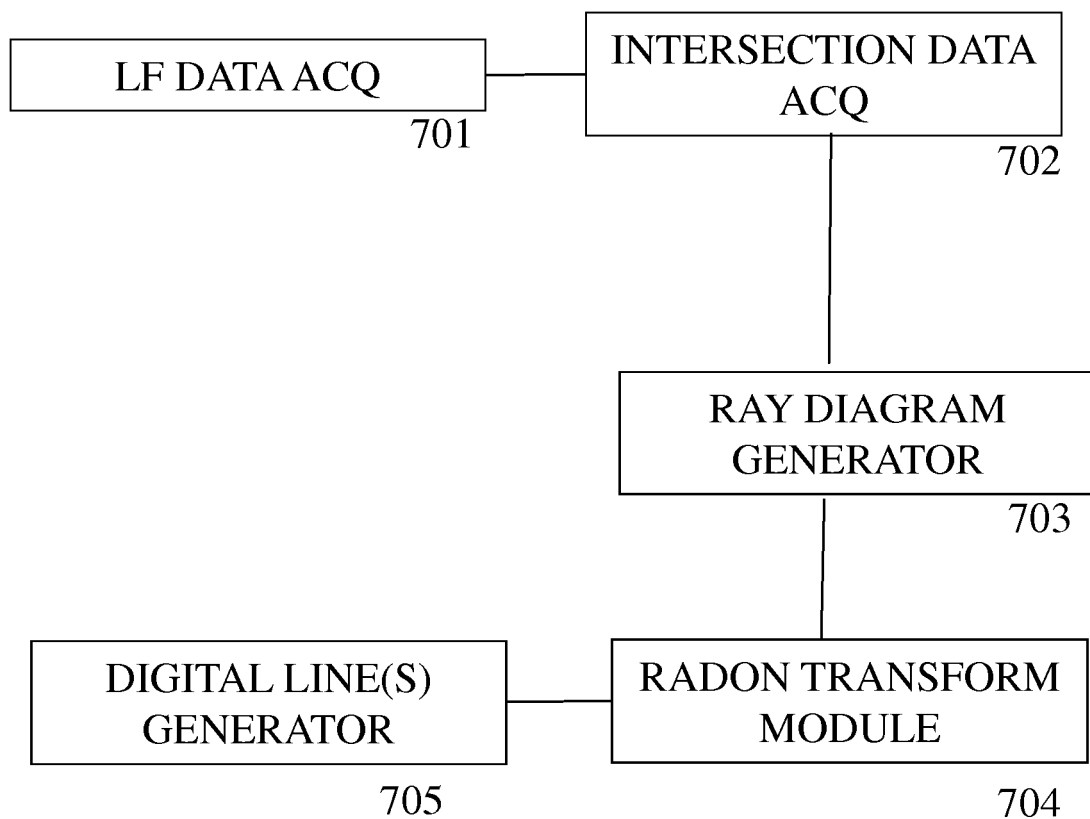 LF DATA ACQ
701
INTERSECTION DATA
ACQ
702
RAY DIAGRAM
GENERATOR
703
RADON TRANSFORM
MODULE
704
DIGITAL LINE(S)
GENERATOR
705